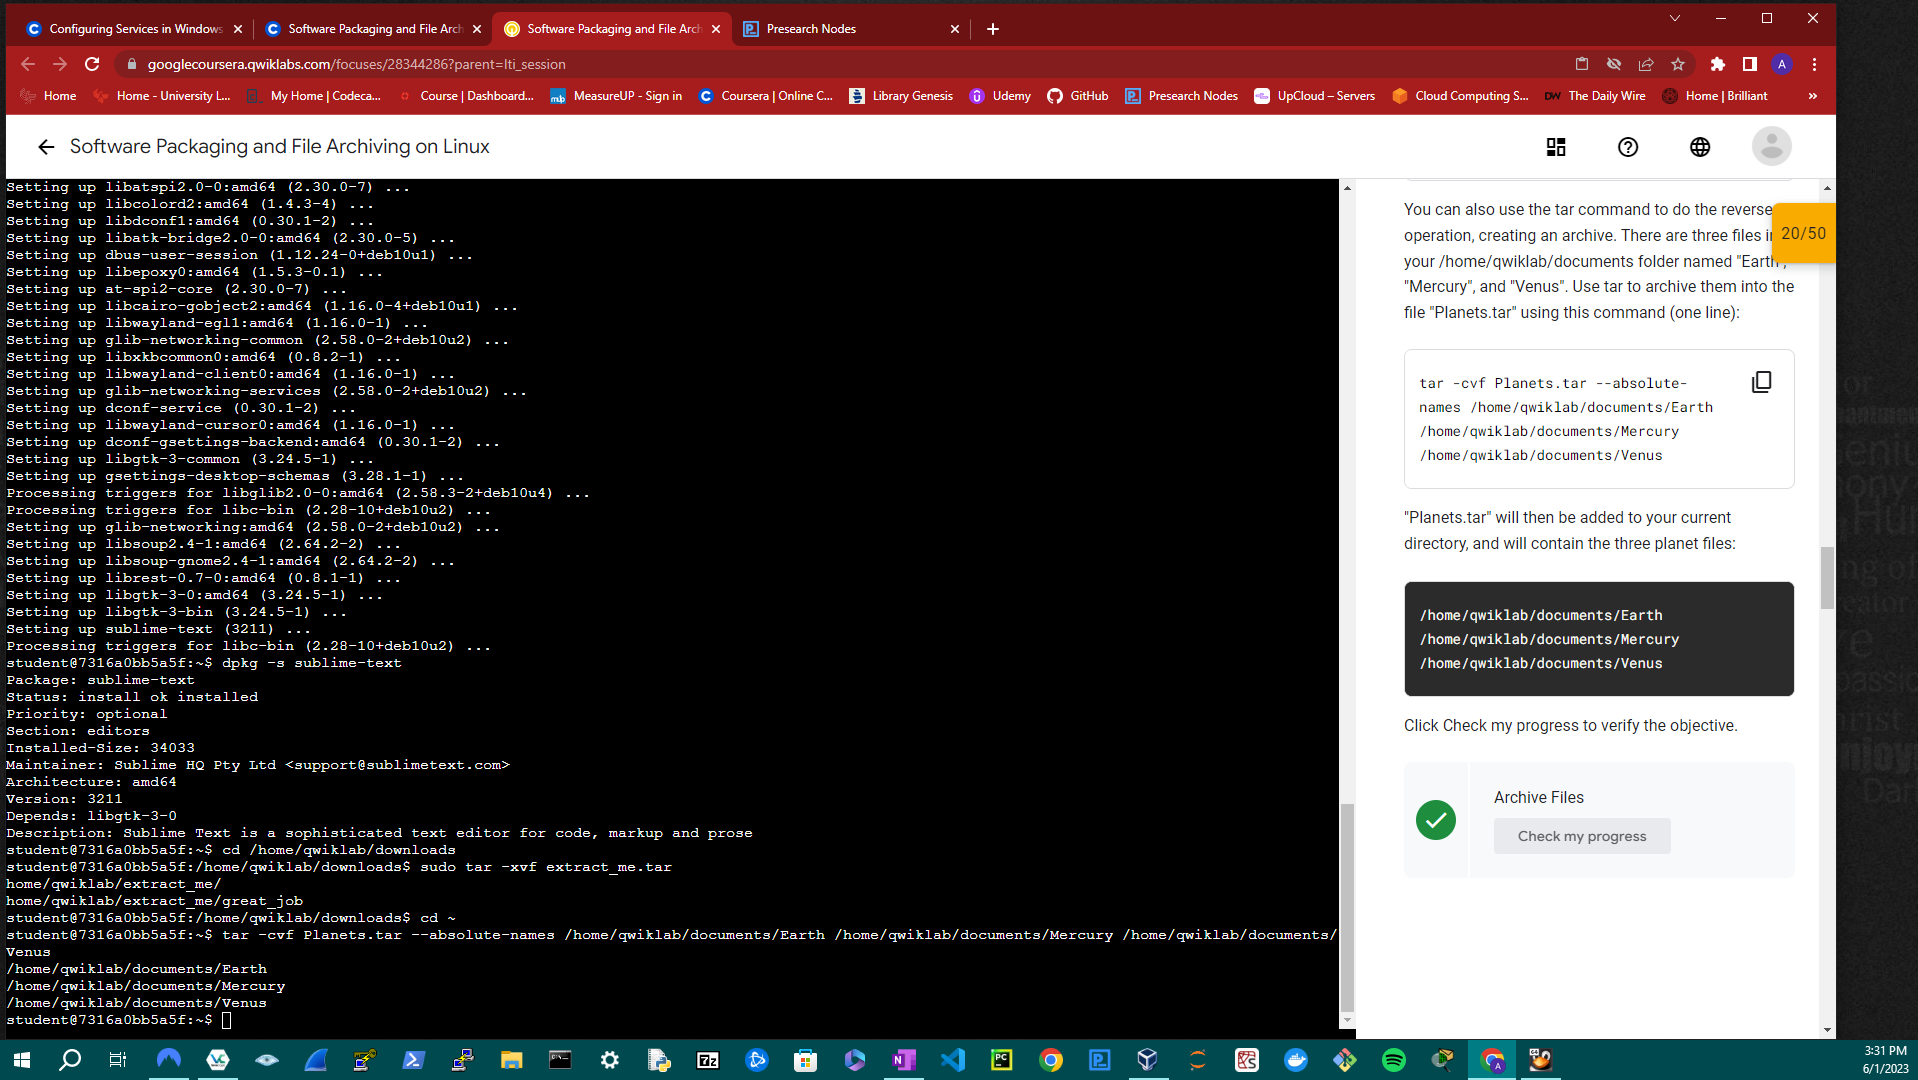 Configuring Services in Windows
Software Packaging and File Arch
Software Packaging and File Arch
Presearch Nodes
googlecoursera.qwiklabs.com/focuses/28344286?parent=lti_session
A
Home
Home - University L...
My Home | Codeca...
Course | Dashboard...
MeasureUP - Sign in
Coursera | Online C...
Library Genesis
Udemy
GitHub
Presearch Nodes
UpCloud – Servers
Cloud Computing S...
DW The Daily Wire
Home | Brilliant
»
Software Packaging and File Archiving on Linux
Setting up libatspi2.0-0:amd64 (2.30.0-7) ...
Setting up libcolord2:amd64 (1.4.3-4) ...
Setting up libdconf1:amd64 (0.30.1-2) ...
Setting up libatk-bridge2.0-0:amd64 (2.30.0-5) ...
Setting up dbus-user-session (1.12.24-0+deb10u1) ...
Setting up libepoxy0:amd64 (1.5.3-0.1) ...
Setting up at-spi2-core (2.30.0-7) ...
Setting up libcairo-gobject2:amd64 (1.16.0-4+deb10u1) ...
Setting up libwayland-egl1:amd64 (1.16.0-1) ...
Setting up glib-networking-common (2.58.0-2+deb10u2) ...
Setting up libxkbcommon0:amd64 (0.8.2-1) ...
Setting up libwayland-client0:amd64 (1.16.0-1) ...
Setting up glib-networking-services (2.58.0-2+deb10u2) ...
Setting up dconf-service (0.30.1-2) ...
Setting up libwayland-cursor0:amd64 (1.16.0-1) ...
Setting up dconf-gsettings-backend:amd64 (0.30.1-2) ...
Setting up libgtk-3-common (3.24.5-1) ...
Setting up gsettings-desktop-schemas (3.28.1-1) ...
Processing triggers for libglib2.0-0:amd64 (2.58.3-2+deb10u4) ...
Processing triggers for libc-bin (2.28-10+deb10u2) ...
Setting up glib-networking:amd64 (2.58.0-2+deb10u2) ...
Setting up libsoup2.4-1:amd64 (2.64.2-2) ...
Setting up libsoup-gnome2.4-1:amd64 (2.64.2-2) ...
Setting up librest-0.7-0:amd64 (0.8.1-1) ...
Setting up libgtk-3-0:amd64 (3.24.5-1) ...
Setting up libgtk-3-bin (3.24.5-1) ...
Setting up sublime-text (3211) ...
Processing triggers for libc-bin (2.28-10+deb10u2) ...
student@7316a0bb5a5f:~$ dpkg -s sublime-text
Package: sublime-text
Status: install ok installed
Priority: optional
Section: editors
Installed-Size: 34033
Maintainer: Sublime HQ Pty Ltd <support@sublimetext.com>
Architecture: amd64
Version: 3211
Depends: libgtk-3-0
Description: Sublime Text is a sophisticated text editor for code, markup and prose
student@7316a0bb5a5f:~$ cd /home/qwiklab/downloads
student@7316a0bb5a5f:/home/qwiklab/downloads$ sudo tar -xvf extract_me.tar
home/qwiklab/extract_me/
home/qwiklab/extract_me/great_job
student@7316a0bb5a5f:/home/qwiklab/downloads$ cd ~
student@7316a0bb5a5f:~$ tar -cvf Planets.tar --absolute-names /home/qwiklab/documents/Earth /home/qwiklab/documents/Mercury /home/qwiklab/documents/
Venus
/home/qwiklab/documents/Earth
/home/qwiklab/documents/Mercury
/home/qwiklab/documents/Venus
student@7316a0bb5a5f:~$
You can also use the tar command to do the reverse
operation, creating an archive. There are three files in
your /home/qwiklab/documents folder named "Earth",
"Mercury", and "Venus". Use tar to archive them into the
file "Planets.tar" using this command (one line):
20/50
tar -cvf Planets.tar --absolute-
names /home/qwiklab/documents/Earth
/home/qwiklab/documents/Mercury
/home/qwiklab/documents/Venus
"Planets.tar" will then be added to your current
directory, and will contain the three planet files:
/home/qwiklab/documents/Earth
/home/qwiklab/documents/Mercury
/home/qwiklab/documents/Venus
Click Check my progress to verify the objective.
Archive Files
Check my progress
3:31 PM
6/1/2023